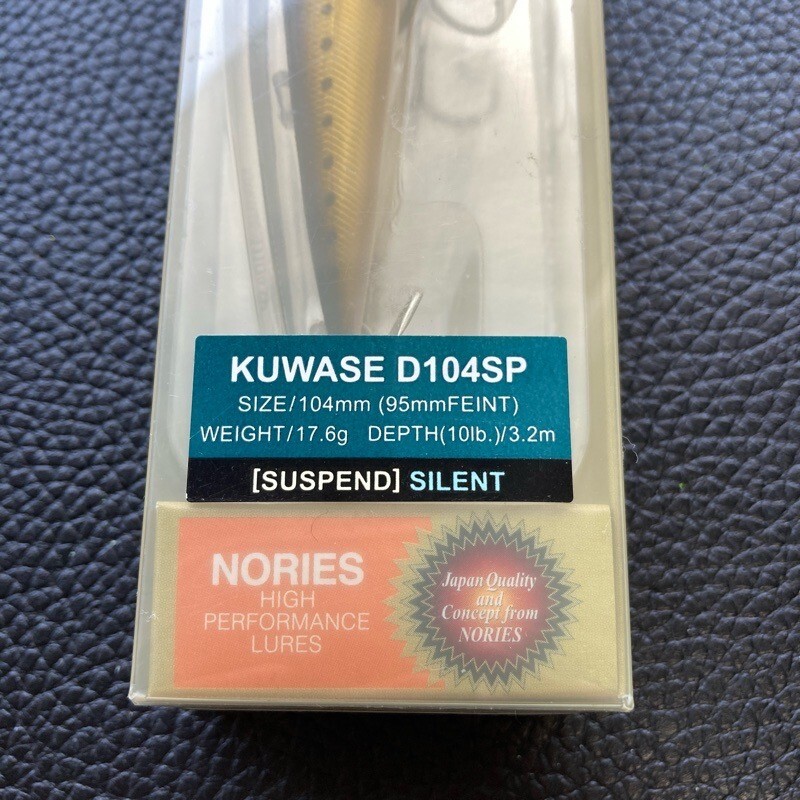 KUWASE D104SP
SIZE/104mm (95mmFEINT)
WEIGHT/17.6g DEPTH(10lb.)/3.2m
[SUSPEND] SILENT
NORIES
HIGH
PERFORMANCE
LURES
Japan Quality
and
Concept from
NORIES